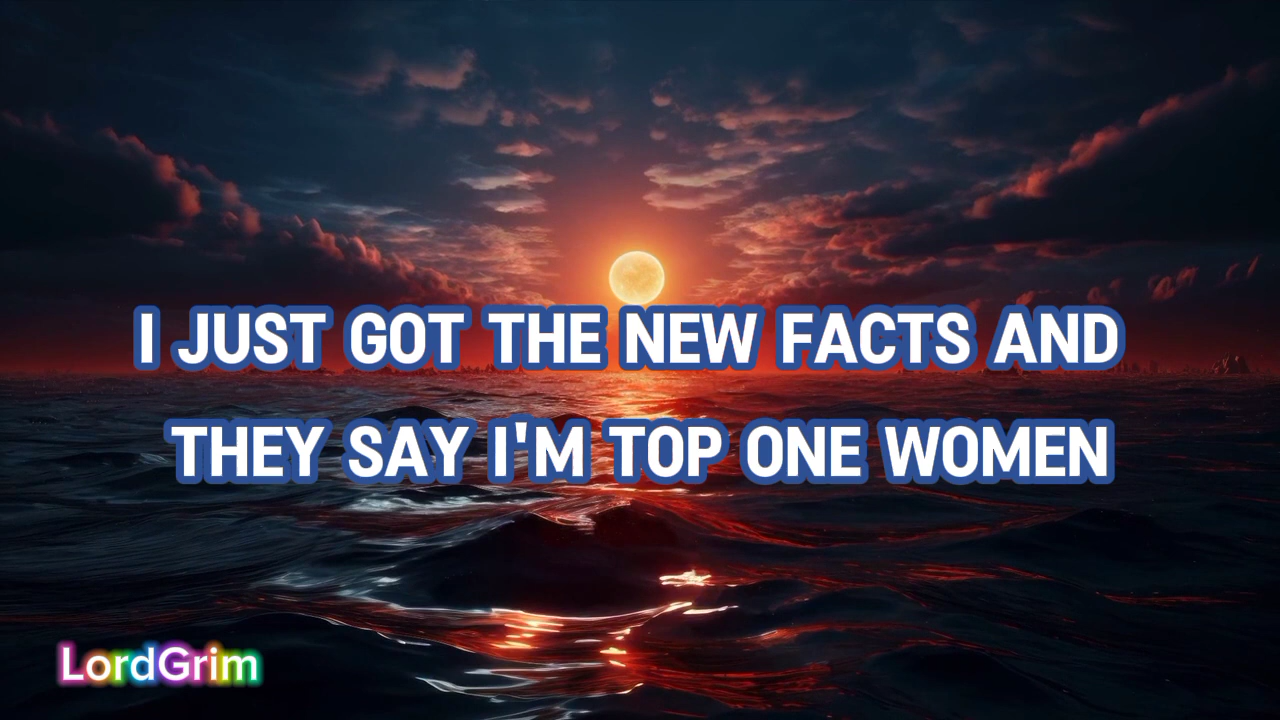 I JUST GOT THE NEW FACTS AND
THEY SAY I'M TOP ONE WOMEN
LordGrim